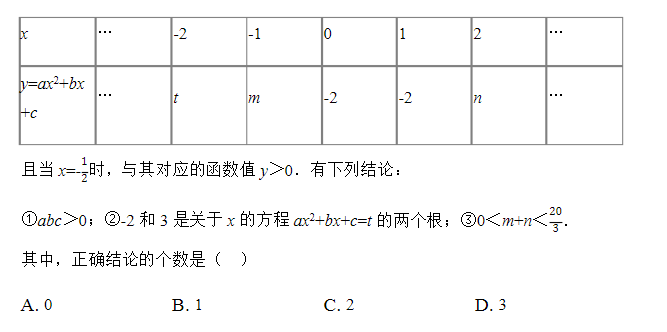 x … -2 -1 0 1 2 …
y=ax²+bx
+c … t m -2 -2 n …
且当 x=-1/2时，与其对应的函数值 y＞0．有下列结论：
①abc＞0；②-2 和 3 是关于 x 的方程 ax²+bx+c=t 的两个根；③0＜m+n＜20/3．
其中，正确结论的个数是（ ）
A. 0 B. 1 C. 2 D. 3